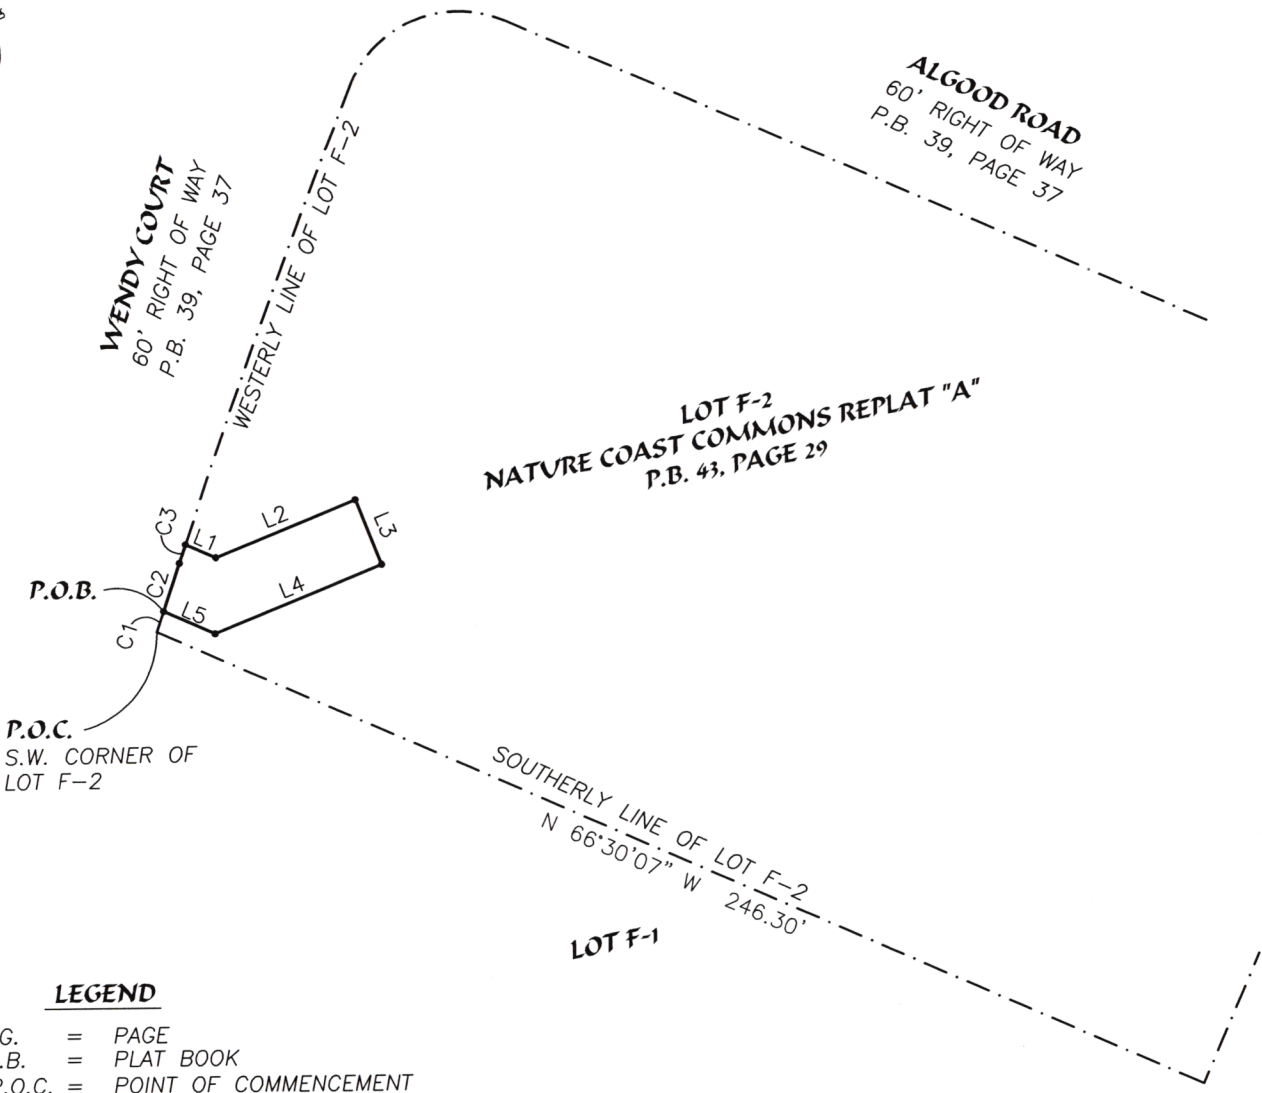 ALGOOD ROAD
60' RIGHT OF WAY
P.B. 39, PAGE 37
WENDY COURT
60' RIGHT OF WAY
P.B. 39, PAGE 37
WESTERLY LINE OF LOT F-2
LOT F-2
NATURE COAST COMMONS REPLAT "A"
P.B. 43, PAGE 29
C3
L1
L2
L3
C2
L4
P.O.B.
L5
C1
P.O.C.
S.W. CORNER OF
LOT F-2
SOUTHERLY LINE OF LOT F-2
N 66°30'07" W 246.30'
LOT F-1
LEGEND
G. = PAGE
.B. = PLAT BOOK
P.O.C. = POINT OF COMMENCEMENT